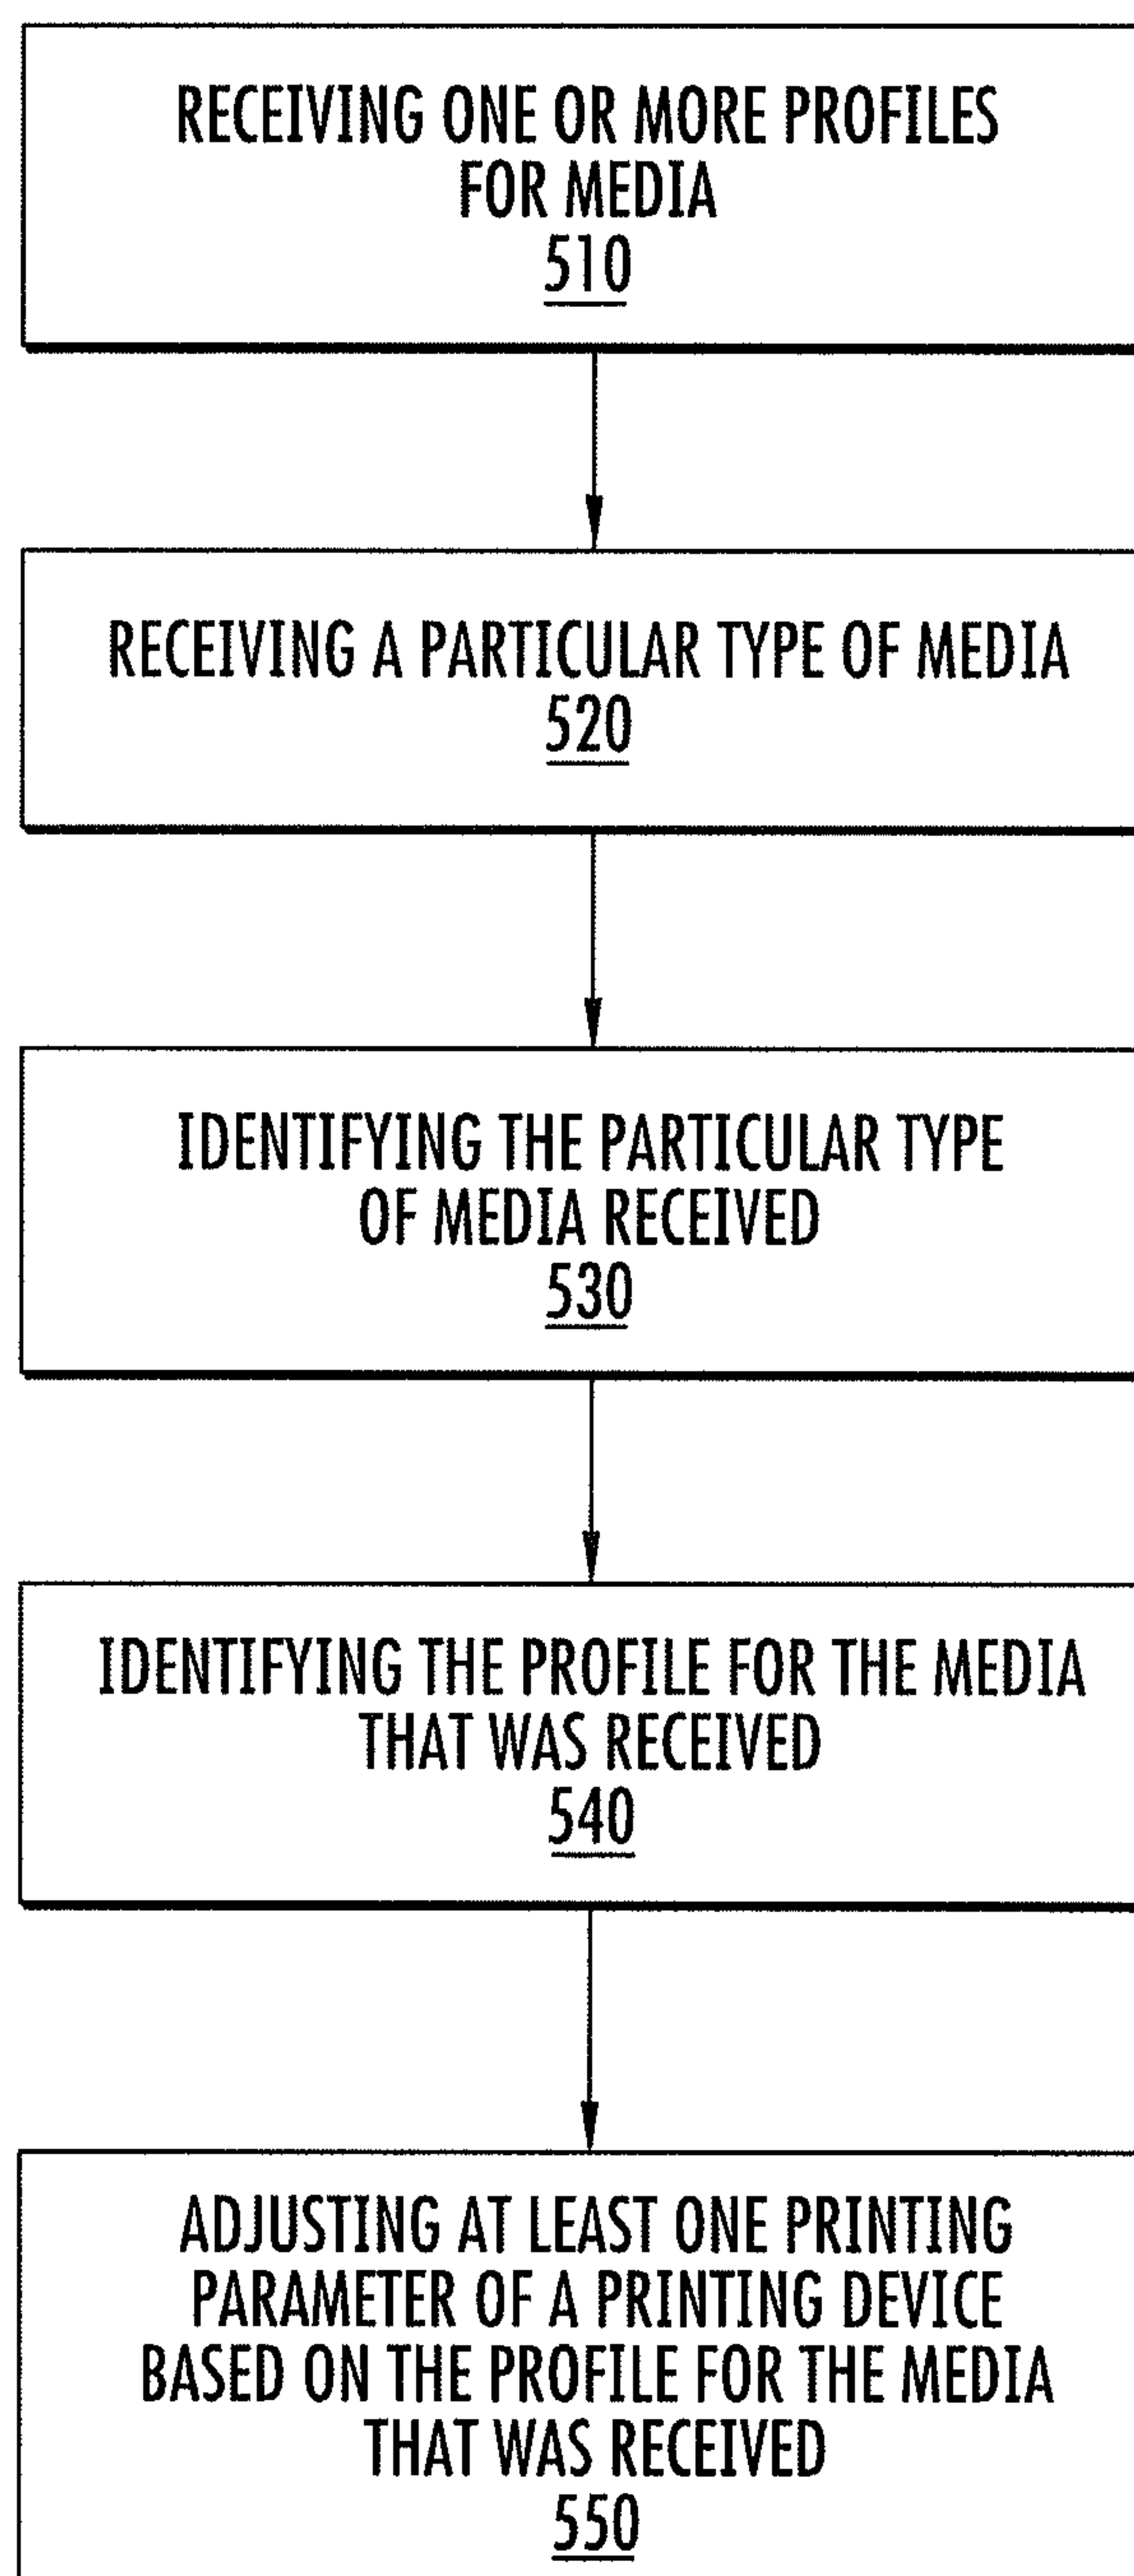 RECEIVING ONE OR MORE PROFILES
FOR MEDIA
510
RECEIVING A PARTICULAR TYPE OF MEDIA
520
IDENTIFYING THE PARTICULAR TYPE
OF MEDIA RECEIVED
530
IDENTIFYING THE PROFILE FOR THE MEDIA
THAT WAS RECEIVED
540
ADJUSTING AT LEAST ONE PRINTING
PARAMETER OF A PRINTING DEVICE
BASED ON THE PROFILE FOR THE MEDIA
THAT WAS RECEIVED
550